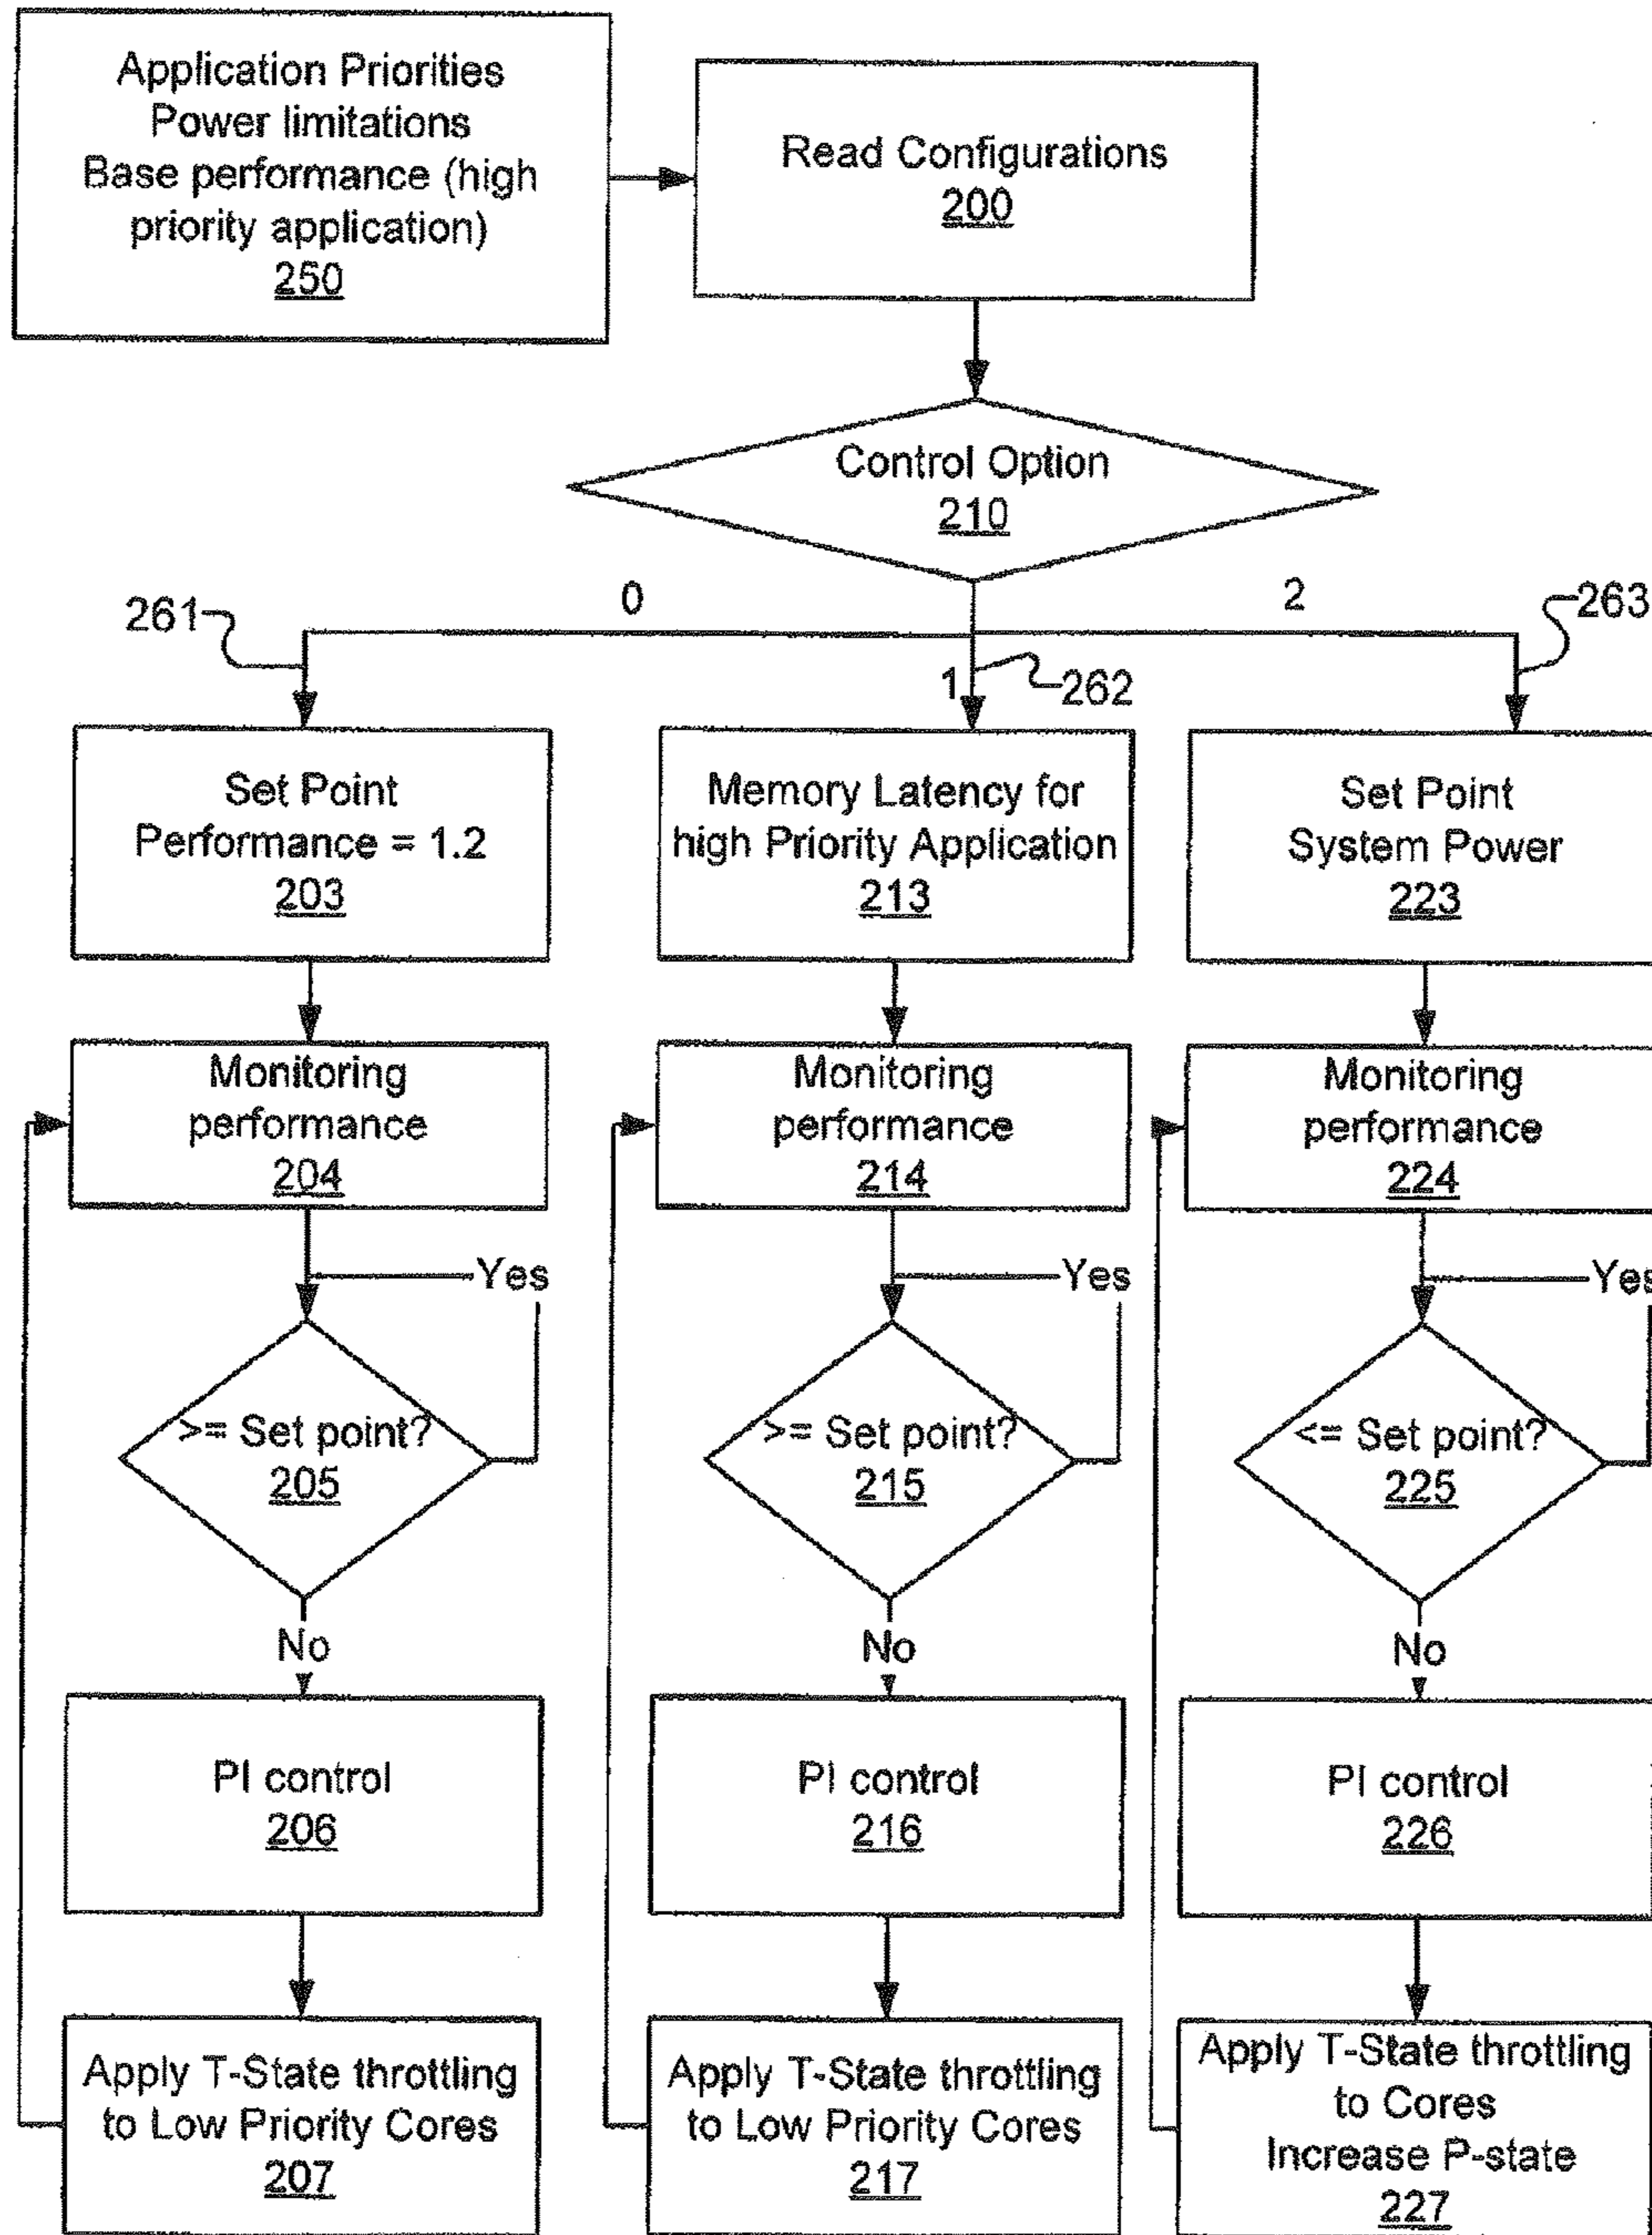 Application Priorities
Power limitations
Base performance (high
priority application)
250
Read Configurations
200
Control Option
210
261
0
1
262
2
263
Set Point
Performance = 1.2
203
Memory Latency for
high Priority Application
213
Set Point
System Power
223
Monitoring
performance
204
Monitoring
performance
214
Monitoring
performance
224
Yes
Yes
Yes
>= Set point?
205
>= Set point?
215
<= Set point?
225
No
No
No
PI control
206
PI control
216
PI control
226
Apply T-State throttling
to Low Priority Cores
207
Apply T-State throttling
to Low Priority Cores
217
Apply T-State throttling
to Cores
Increase P-state
227